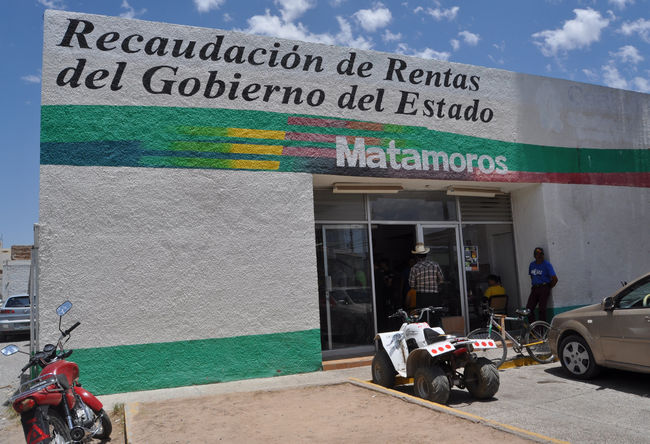 Recaudación de Rentas
del Gobierno del Estado
Matamoros